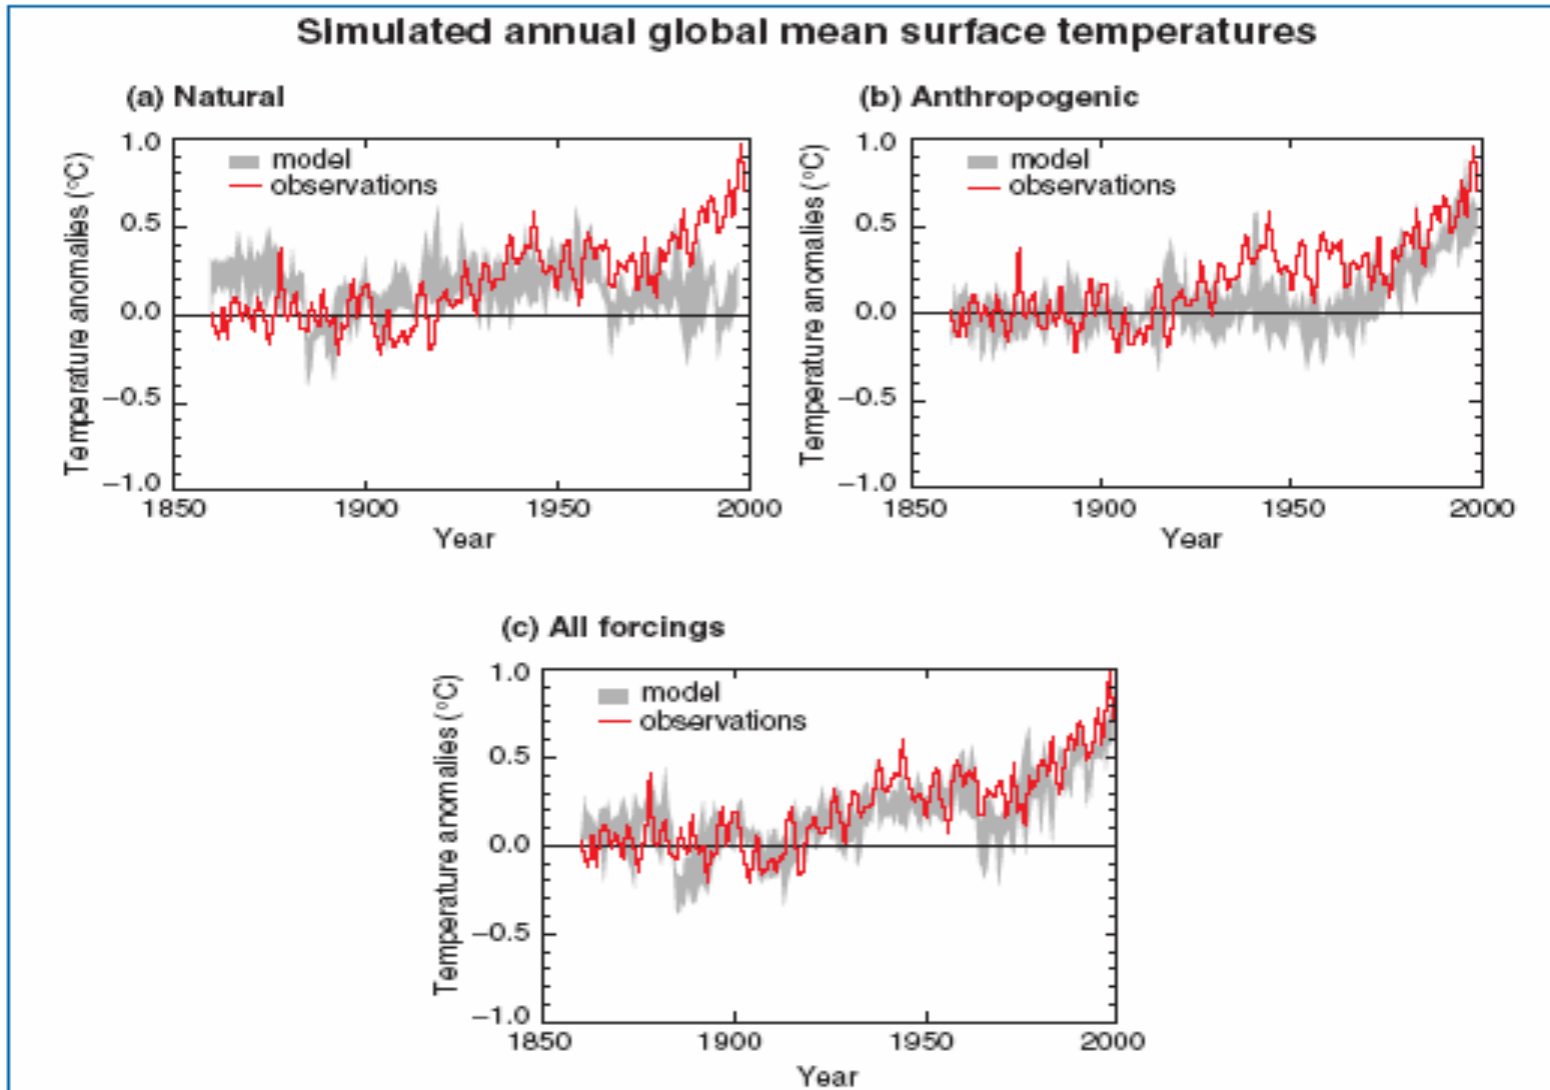 Simulated annual global mean surface temperatures
(a) Natural
1.0
0.5
0.0
−0.5
−1.0
Temperature anomalies (°C)
model
observations
1850 1900 1950 2000
Year
(b) Anthropogenic
1.0
0.5
0.0
−0.5
−1.0
Temperature anomalies (°C)
model
observations
1850 1900 1950 2000
Year
(c) All forcings
1.0
0.5
0.0
−0.5
−1.0
Temperature anomalies (°C)
model
observations
1850 1900 1950 2000
Year